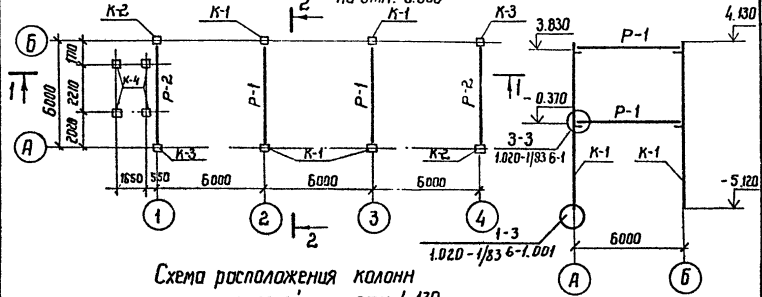 К-2
К-1
2
К-1
К-3
3.830
4.130
Б
Р-1
1
К-4
Р-2
Р-1
Р-1
Р-2
1
1770
2210
2020
6000
-0.370
Р-1
3-3
1.020-1/83 6-1
А
К-3
К-1
К-2
К-1
К-1
-5.120
1650
550
6000
6000
6000
1
2
3
4
2
1-3
1.020-1/83 6-1.001
6000
А
Б
Схема расположения колонн